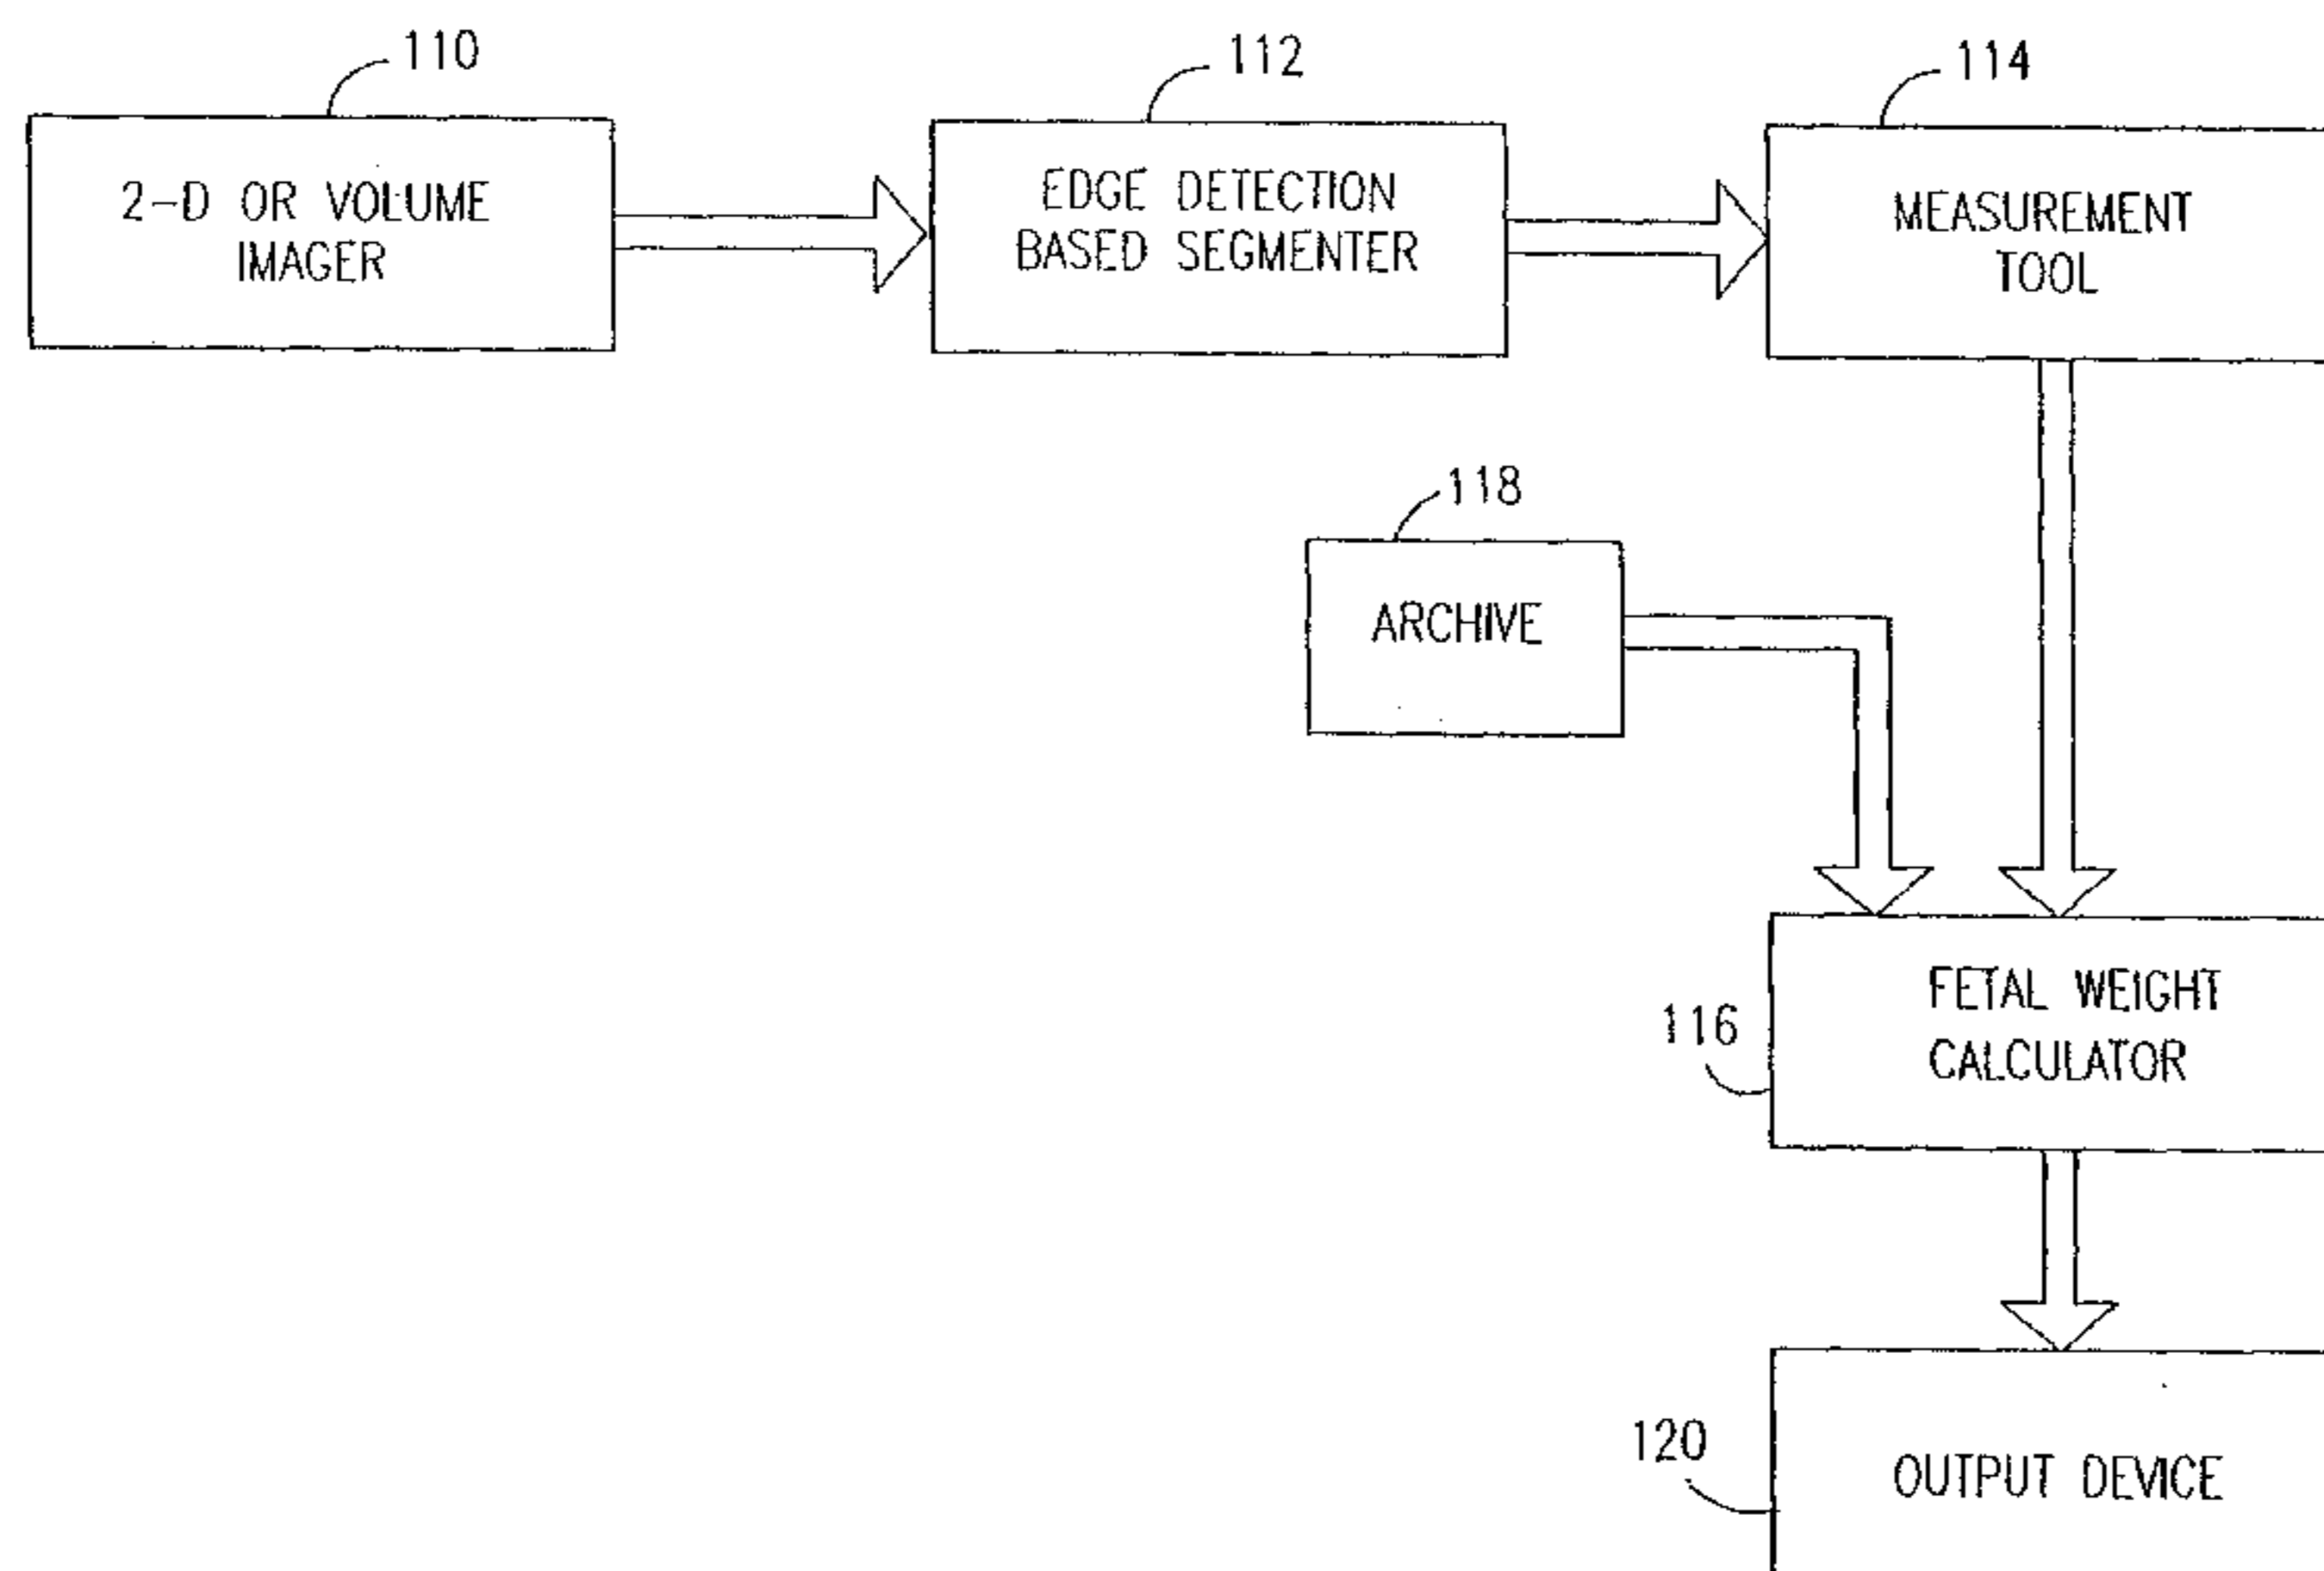 110
112
114
2-D OR VOLUME
IMAGER
EDGE DETECTION
BASED SEGMENTER
MEASUREMENT
TOOL
118
ARCHIVE
116
FETAL WEIGHT
CALCULATOR
120
OUTPUT DEVICE